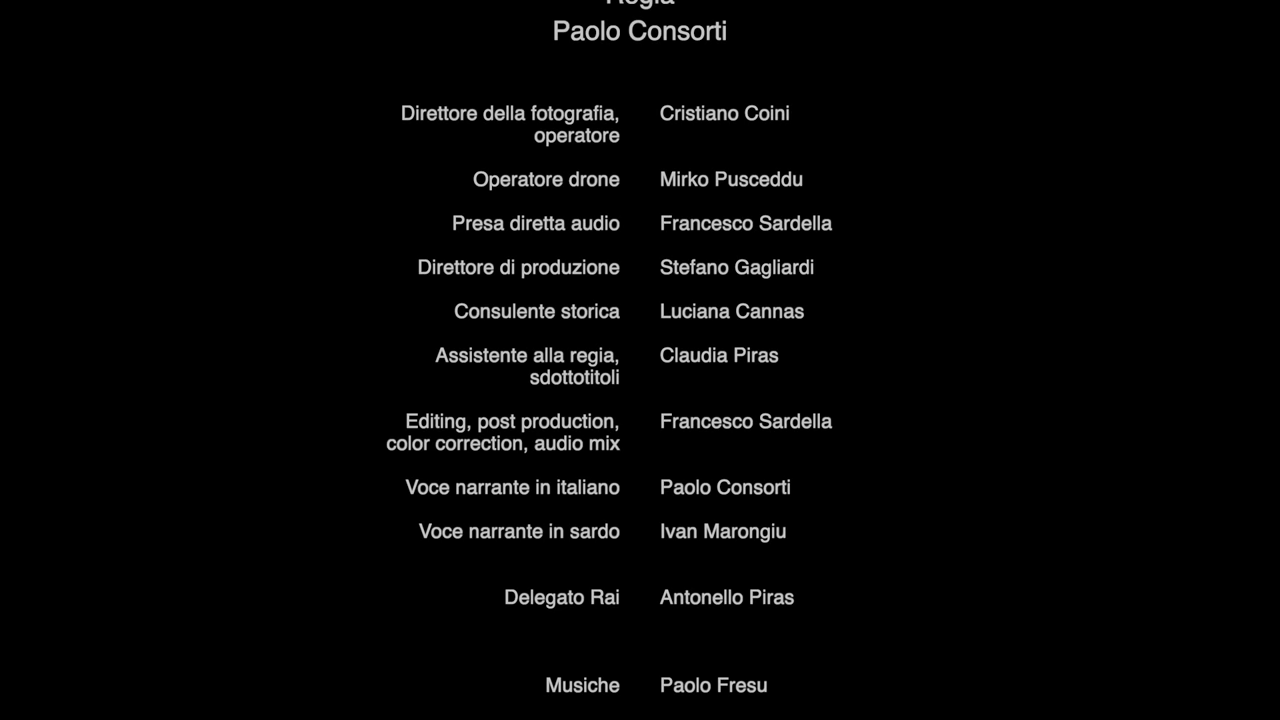 Regia
Paolo Consorti
Direttore della fotografia, Cristiano Coini
operatore
Operatore drone Mirko Pusceddu
Presa diretta audio Francesco Sardella
Direttore di produzione Stefano Gagliardi
Consulente storica Luciana Cannas
Assistente alla regia, Claudia Piras
sdottotitoli
Editing, post production, Francesco Sardella
color correction, audio mix
Voce narrante in italiano Paolo Consorti
Voce narrante in sardo Ivan Marongiu
Delegato Rai Antonello Piras
Musiche Paolo Fresu